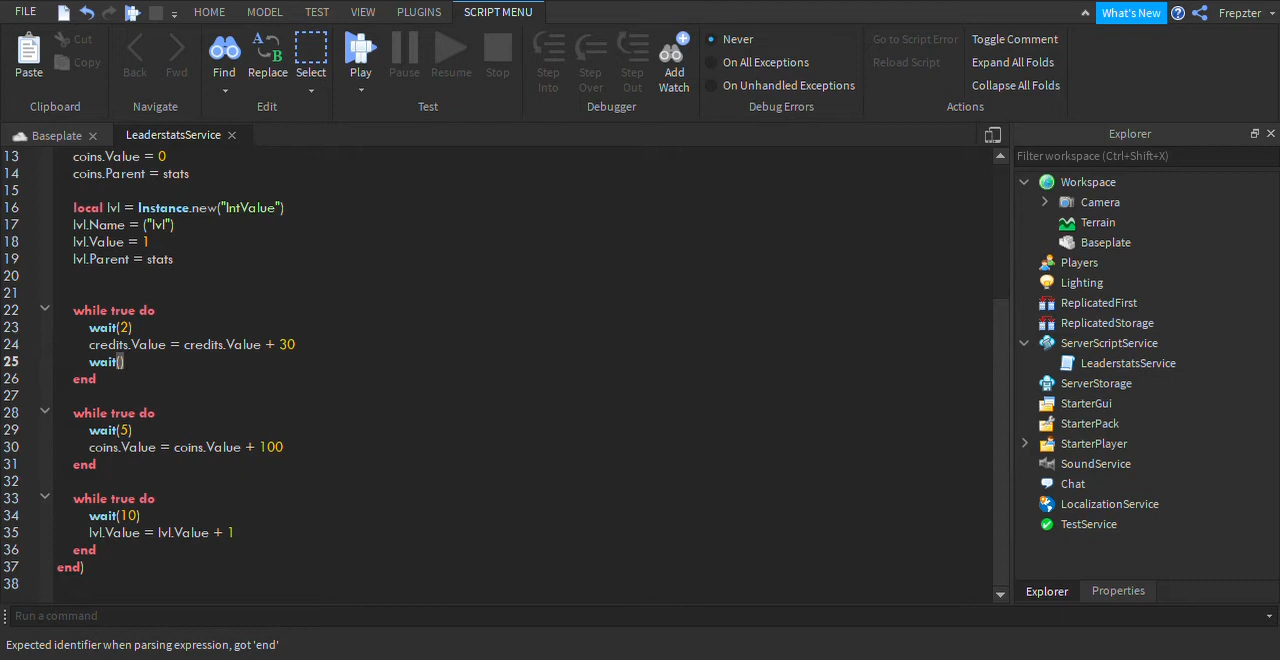 FILE HOME MODEL TEST VIEW PLUGINS SCRIPT MENU What's New ? Frepzter
Paste Cut Copy
Clipboard
Back Fwd
Navigate
Find Replace Select
Edit
Play Pause Resume Stop
Test
Step Into Step Over Step Out Add Watch
Debugger
Never
On All Exceptions
On Unhandled Exceptions
Debug Errors
Go to Script Error Toggle Comment
Reload Script Expand All Folds
Collapse All Folds
Actions
Baseplate LeaderstatsService
13 coins.Value = 0
14 coins.Parent = stats
15
16 local lvl = Instance.new("IntValue")
17 lvl.Name = ("lvl")
18 lvl.Value = 1
19 lvl.Parent = stats
20
21
22 while true do
23 wait(2)
24 credits.Value = credits.Value + 30
25 wait()
26 end
27
28 while true do
29 wait(5)
30 coins.Value = coins.Value + 100
31 end
32
33 while true do
34 wait(10)
35 lvl.Value = lvl.Value + 1
36 end
37 end)
38
Explorer
Filter workspace (Ctrl+Shift+X)
Workspace
Camera
Terrain
Baseplate
Players
Lighting
ReplicatedFirst
ReplicatedStorage
ServerScriptService
LeaderstatsService
ServerStorage
StarterGui
StarterPack
StarterPlayer
SoundService
Chat
LocalizationService
TestService
Explorer Properties
Run a command
Expected identifier when parsing expression, got 'end'